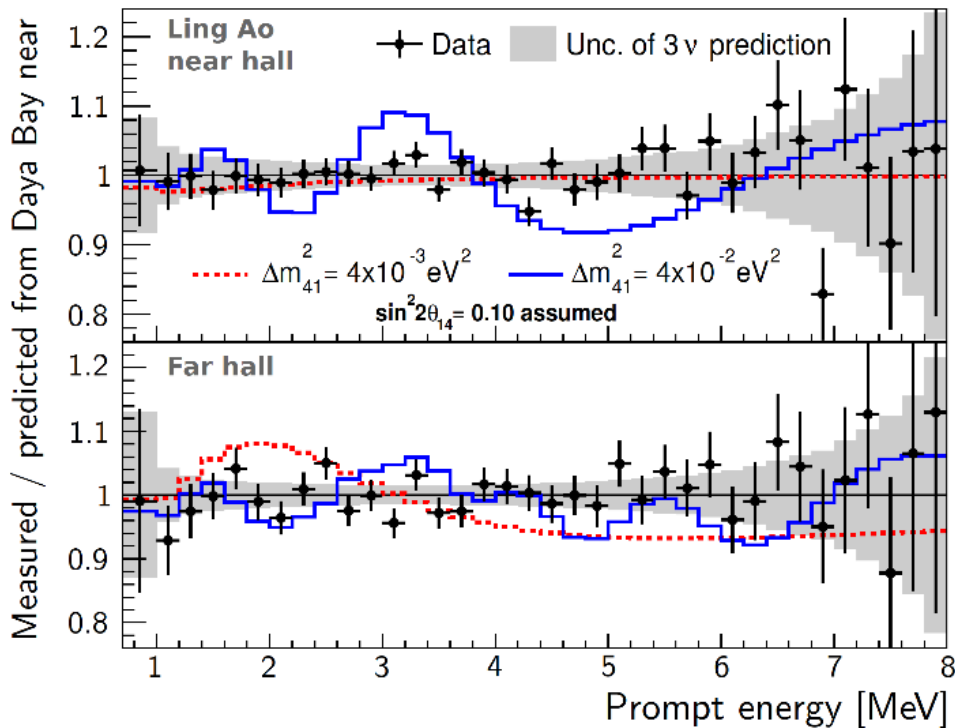 Measured / predicted from Daya Bay near
1.2
1.1
1
0.9
0.8
Ling Ao
near hall
Data
Unc. of 3 ν prediction
Δm²₄₁= 4x10⁻³eV²
Δm²₄₁= 4x10⁻²eV²
sin²2θ₁₄= 0.10 assumed
1.2
1.1
1
0.9
0.8
Far hall
1 2 3 4 5 6 7 8
Prompt energy [MeV]